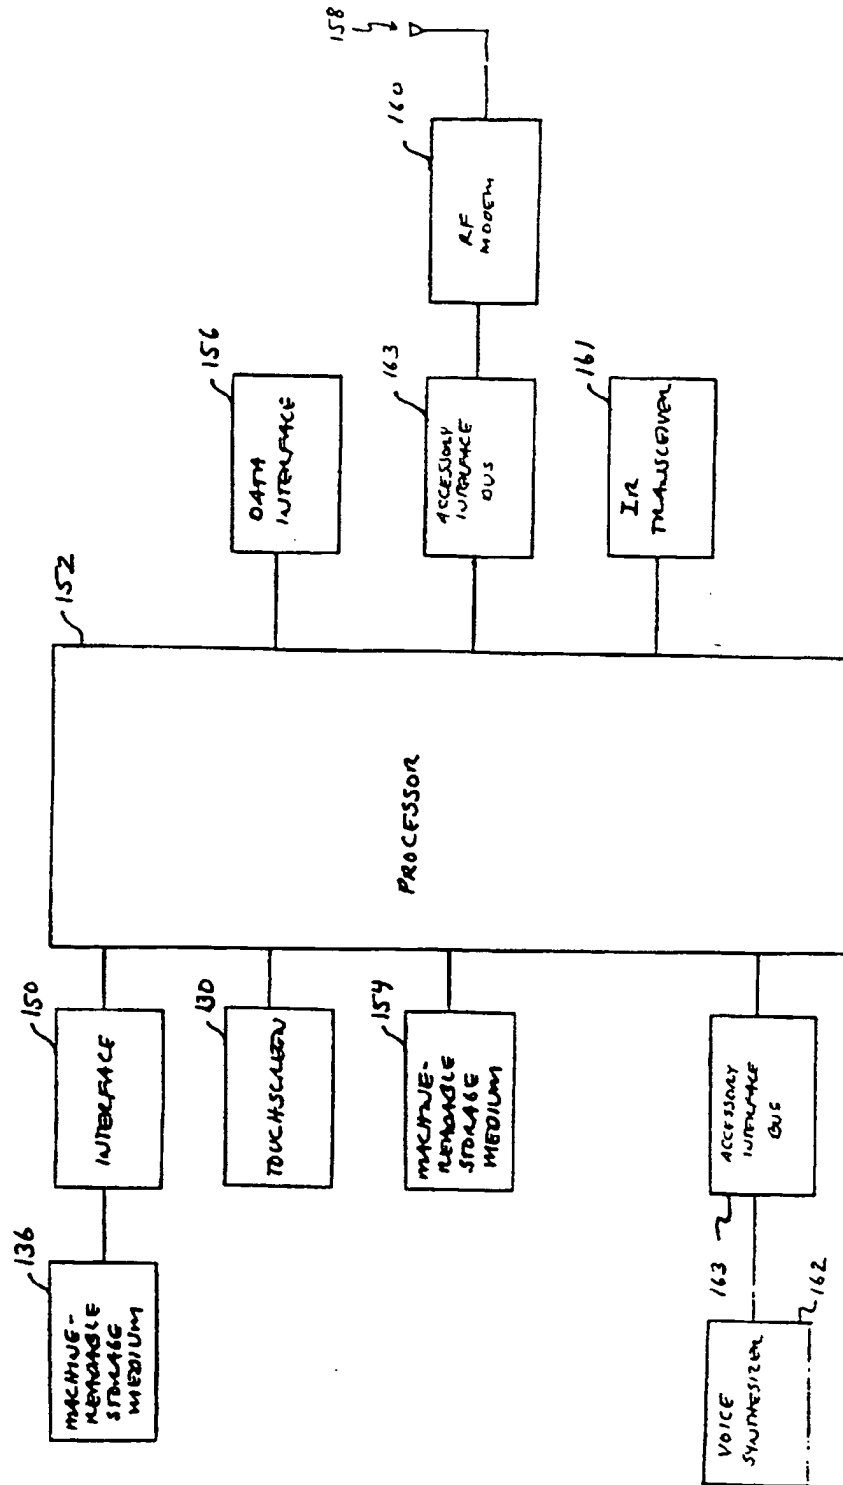 158
160
RF
MODEM
156
DATA
INTERFACE
163
ACCESSORY
INTERFACE
BUS
161
IR
TRANSCEIVER
152
PROCESSOR
150
INTERFACE
130
TOUCHSCREEN
154
MACHINE-
READABLE
STORAGE
MEDIUM
ACCESSORY
INTERFACE
BUS
136
MACHINE-
READABLE
STORAGE
MEDIUM
163
162
VOICE
SYNTHESIZER